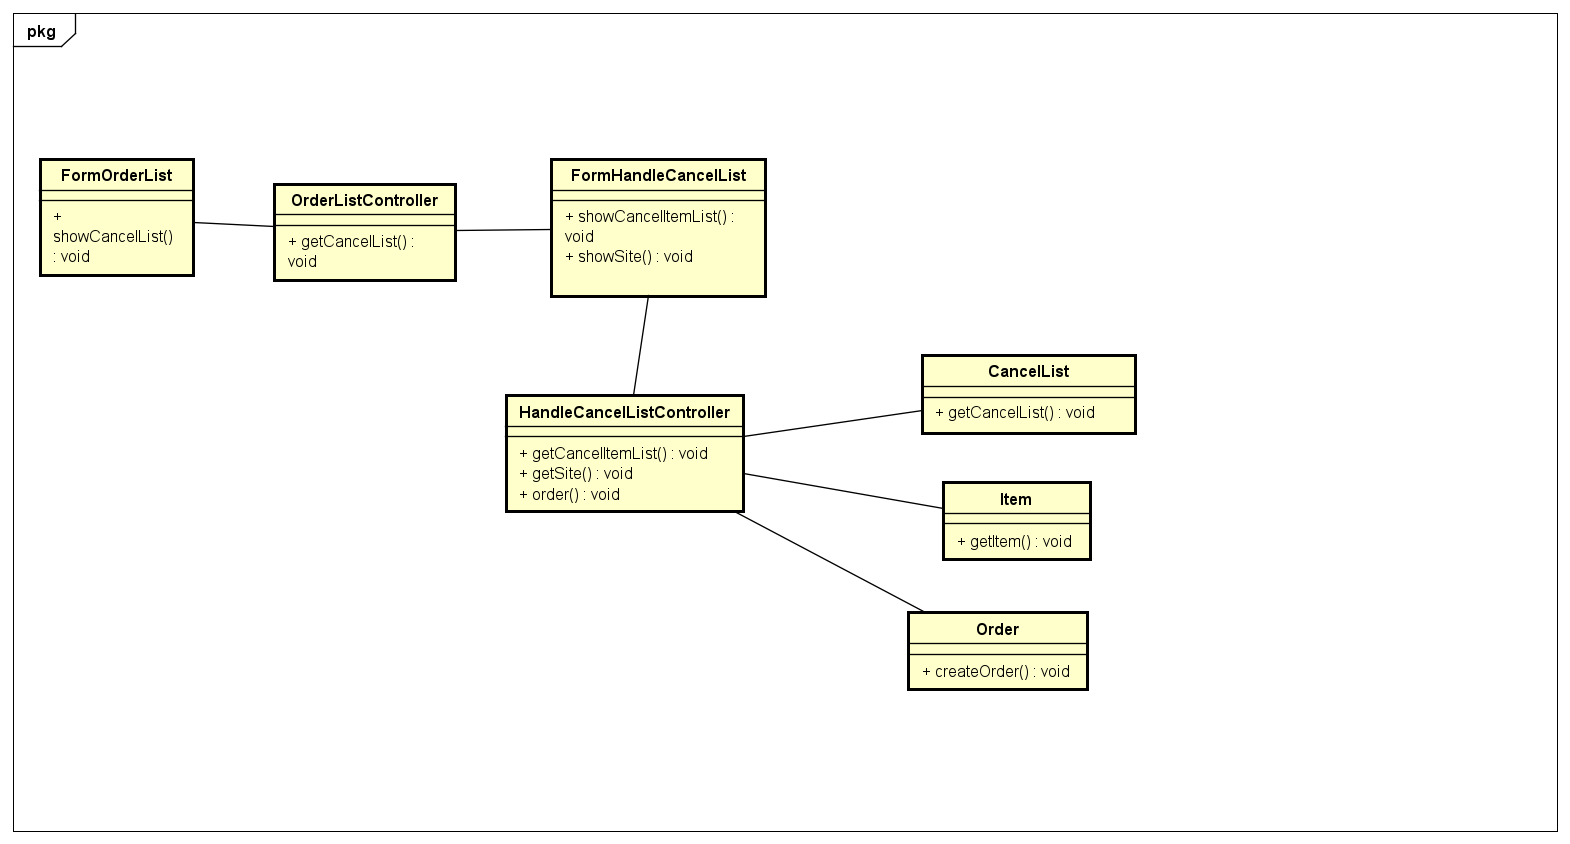 pkg
FormOrderList
+
showCancelList()
: void
OrderListController
+ getCancelList() :
void
FormHandleCancelList
+ showCancelItemList() :
void
+ showSite() : void
HandleCancelListController
+ getCancelItemList() : void
+ getSite() : void
+ order() : void
CancelList
+ getCancelList() : void
Item
+ getItem() : void
Order
+ createOrder() : void